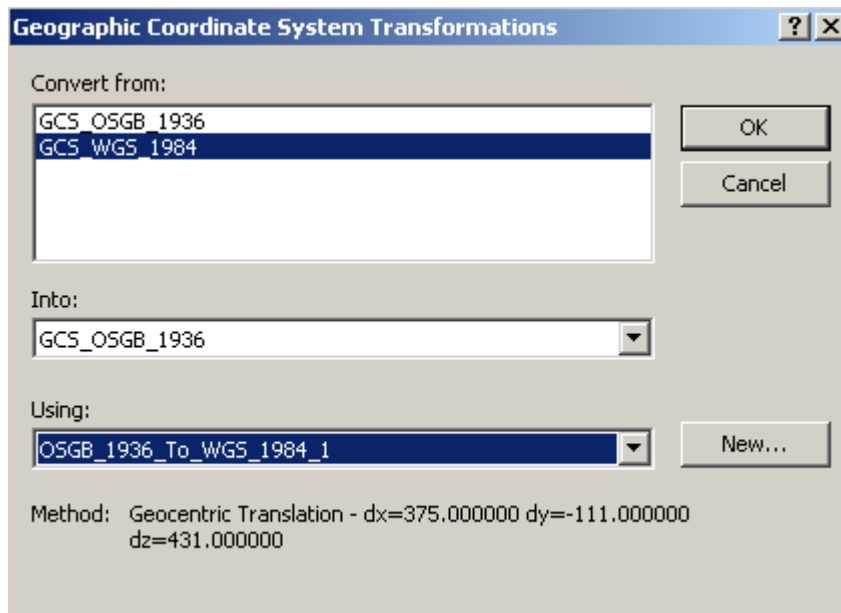 Geographic Coordinate System Transformations
Convert from:
GCS_OSGB_1936
GCS_WGS_1984
OK
Cancel
Into:
GCS_OSGB_1936
Using:
OSGB_1936_To_WGS_1984_1
New...
Method: Geocentric Translation - dx=375.000000 dy=-111.000000
dz=431.000000